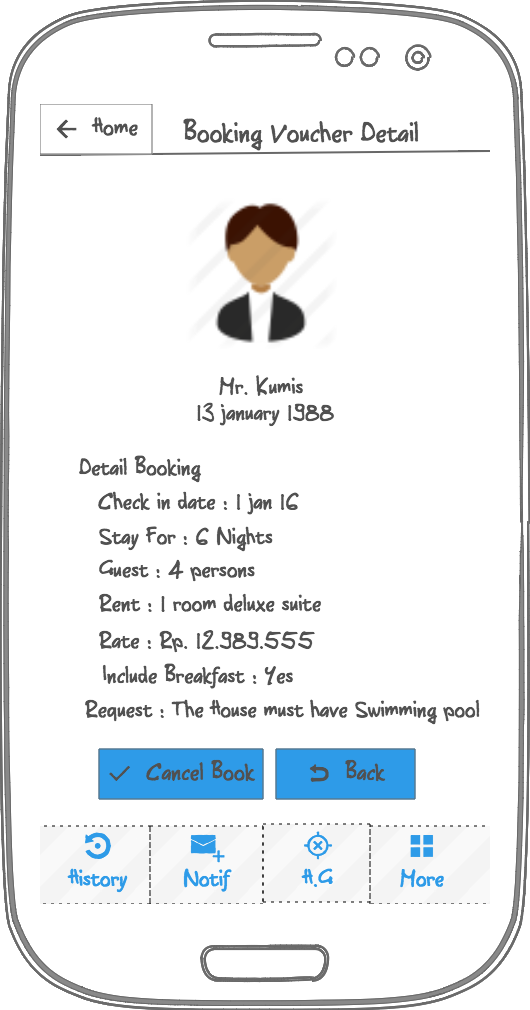 Home
Booking Voucher Detail
Mr. Kumis
13 january 1988
Detail Booking
Check in date : 1 jan 16
Stay For : 6 Nights
Guest : 4 persons
Rent : 1 room deluxe suite
Rate : Rp. 12.989.555
Include Breakfast : Yes
Request : The House must have Swimming pool
Cancel Book
Back
History
Notif
H.G
More